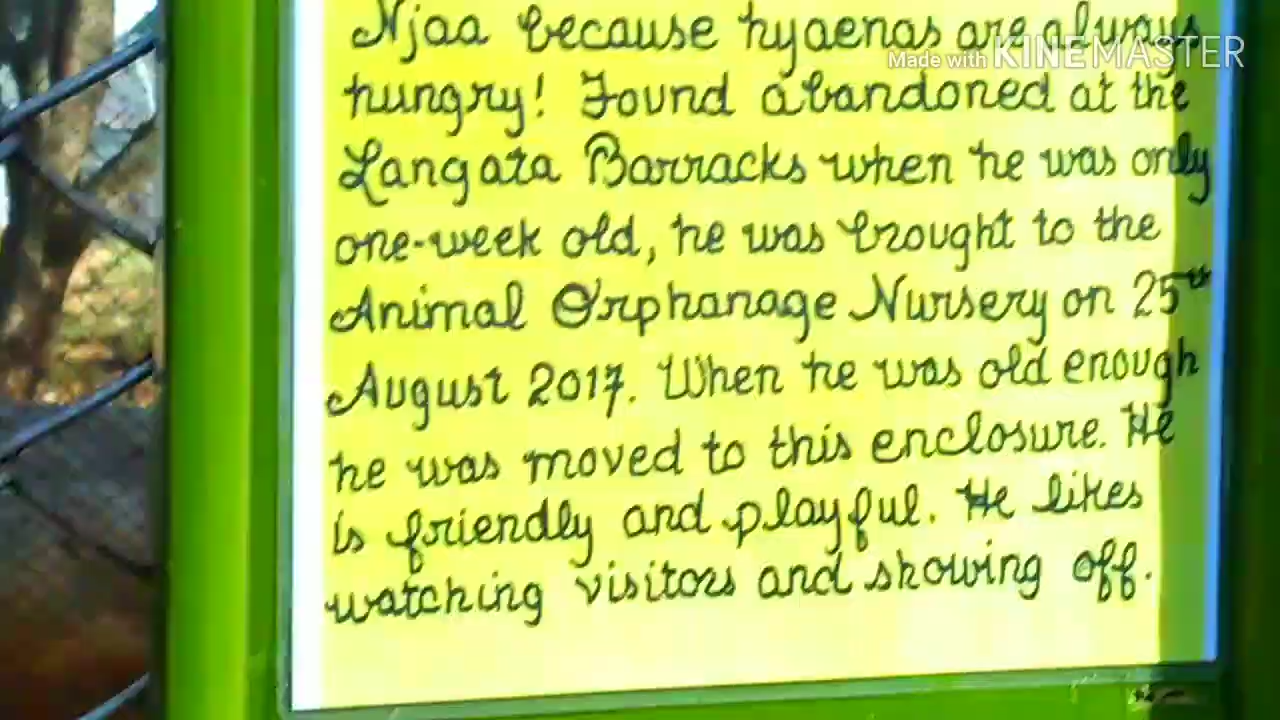 Njaa because hyaenas are always
Made with KINEMASTER
hungry! Found abandoned at the
Langata Barracks when he was only
one-week old, he was brought to the
Animal Orphanage Nursery on 25th
August 2017. When he was old enough
he was moved to this enclosure. He
is friendly and playful. He likes
watching visitors and showing off.